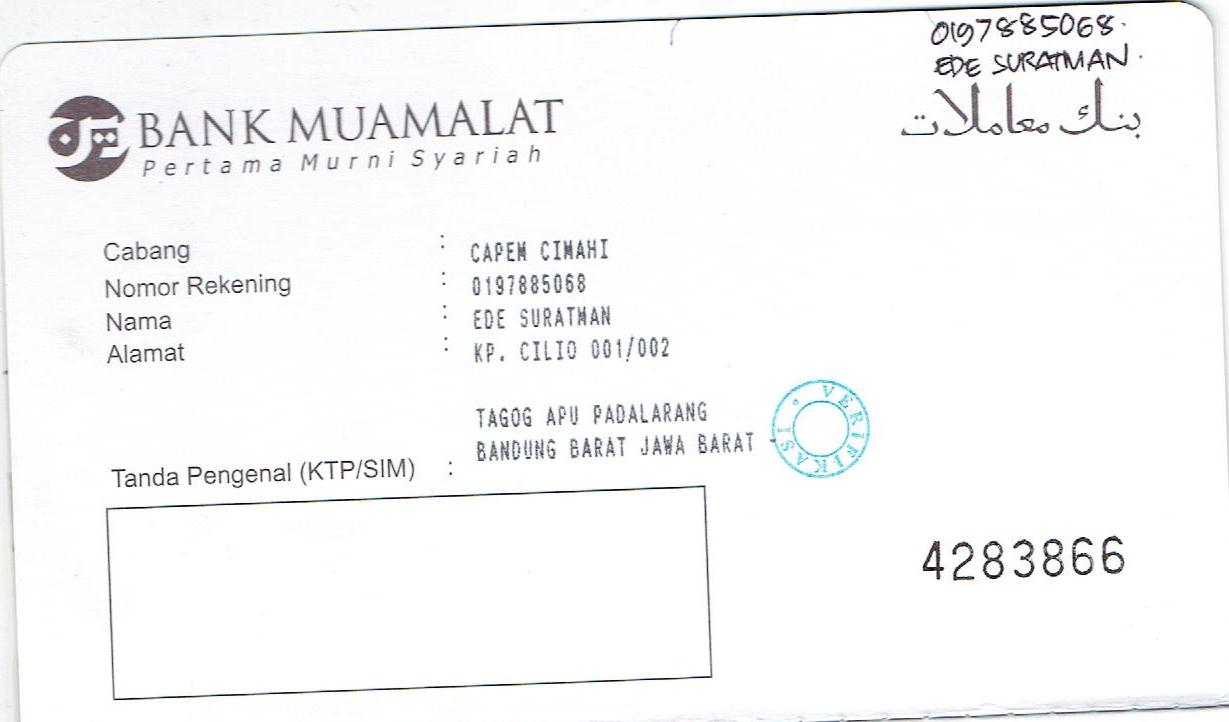 0197885068.
EDE SURATMAN.
BANK MUAMALAT
Pertama Murni Syariah
بنك معاملات
Cabang : CAPEM CIMAHI
Nomor Rekening : 0197885068
Nama : EDE SURATMAN
Alamat : KP. CILIO 001/002
TAGOG APU PADALARANG
BANDUNG BARAT JAWA BARAT
VERIFIKASI
Tanda Pengenal (KTP/SIM) :
4283866